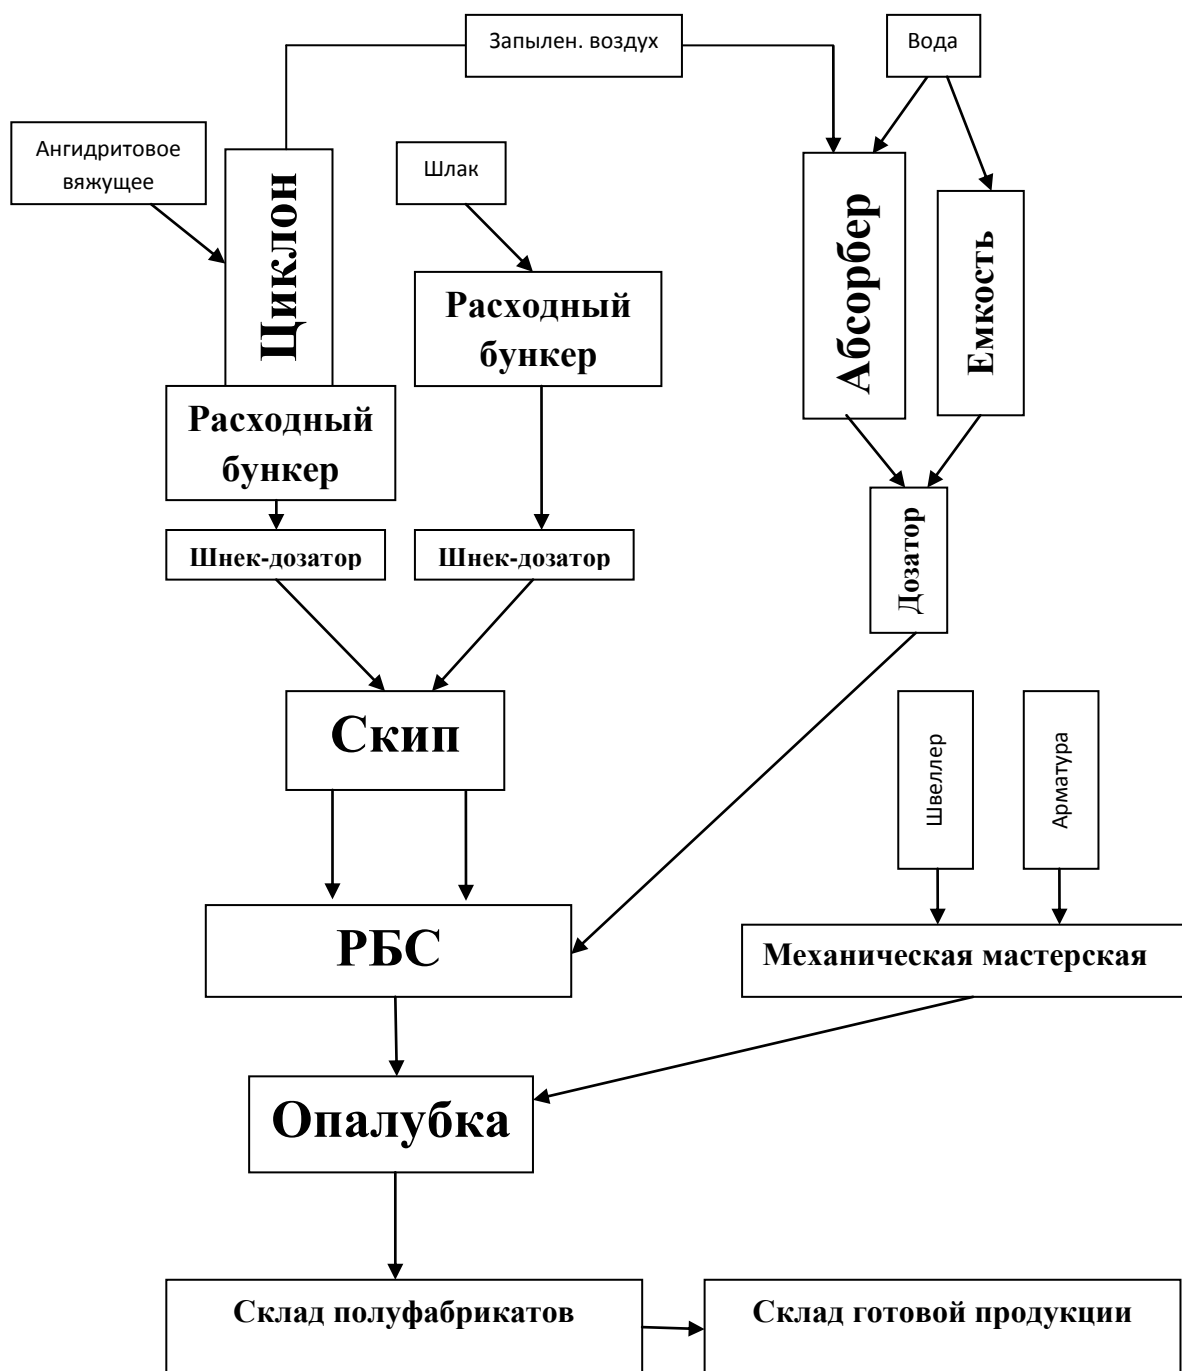 Запылен. воздух
Вода
Ангидритовое
вяжущее
Шлак
Циклон
Расходный
бункер
Абсорбер
Емкость
Расходный
бункер
Шнек-дозатор
Шнек-дозатор
Дозатор
Скип
Швеллер
Арматура
РБС
Механическая мастерская
Опалубка
Склад полуфабрикатов
Склад готовой продукции